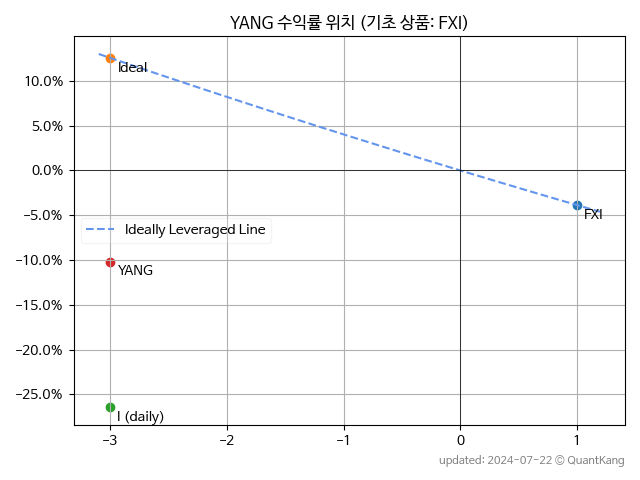 YANG 수익률 위치 (기초 상품: FXI)
10.0%
5.0%
0.0%
−5.0%
−10.0%
−15.0%
−20.0%
−25.0%
Ideal
FXI
Ideally Leveraged Line
YANG
I (daily)
−3 −2 −1 0 1
updated: 2024-07-22 © QuantKang